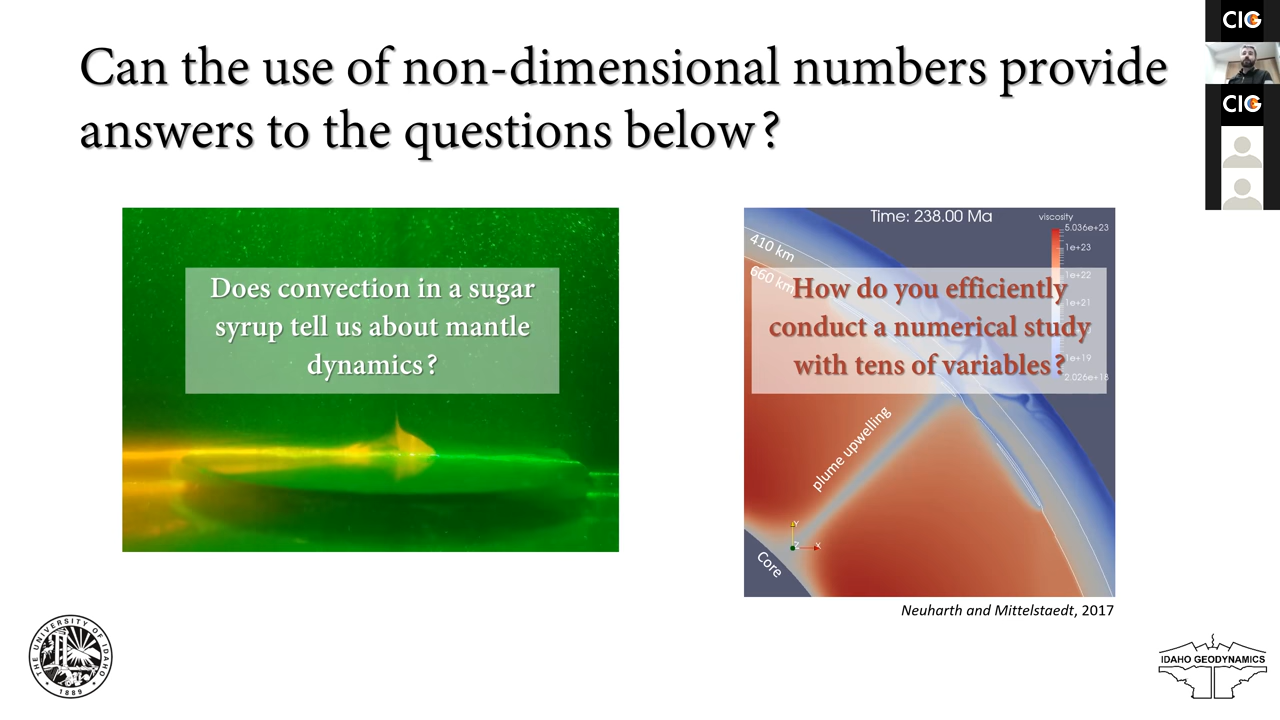 Can the use of non-dimensional numbers provide
answers to the questions below?
CIG
CIG
Does convection in a sugar
syrup tell us about mantle
dynamics?
Time: 238.00 Ma
viscosity
5.036e+23
1e+23
1e+22
1e+21
1e+19
2.026e+18
410 km
660 km
How do you efficiently
conduct a numerical study
with tens of variables?
plume upwelling
Y
Z
X
Core
Neuharth and Mittelstaedt, 2017
THE UNIVERSITY OF IDAHO
1889
IDAHO GEODYNAMICS